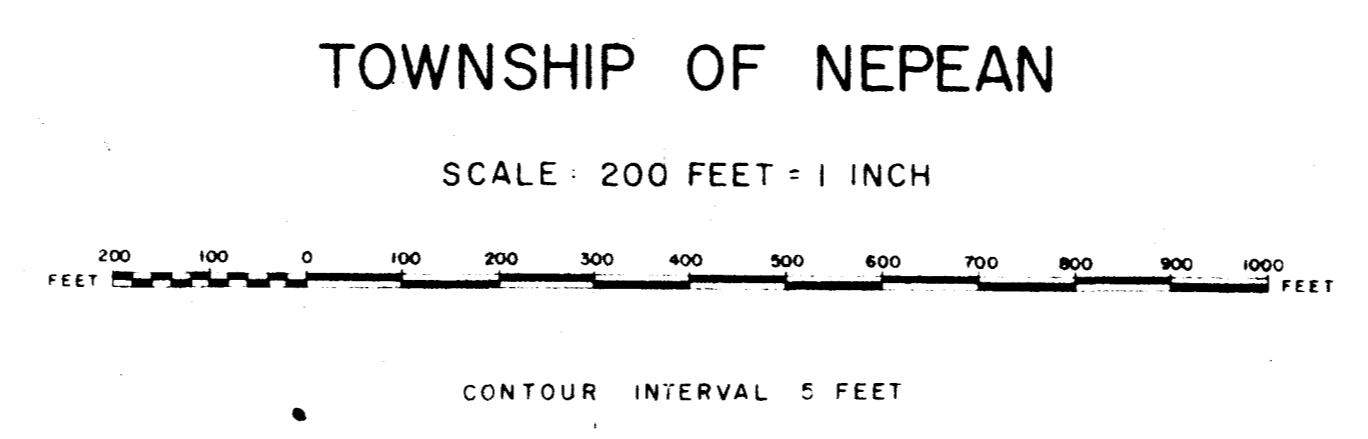 TOWNSHIP OF NEPEAN
SCALE: 200 FEET = 1 INCH
200 100 0 100 200 300 400 500 600 700 800 900 1000
FEET FEET
CONTOUR INTERVAL 5 FEET